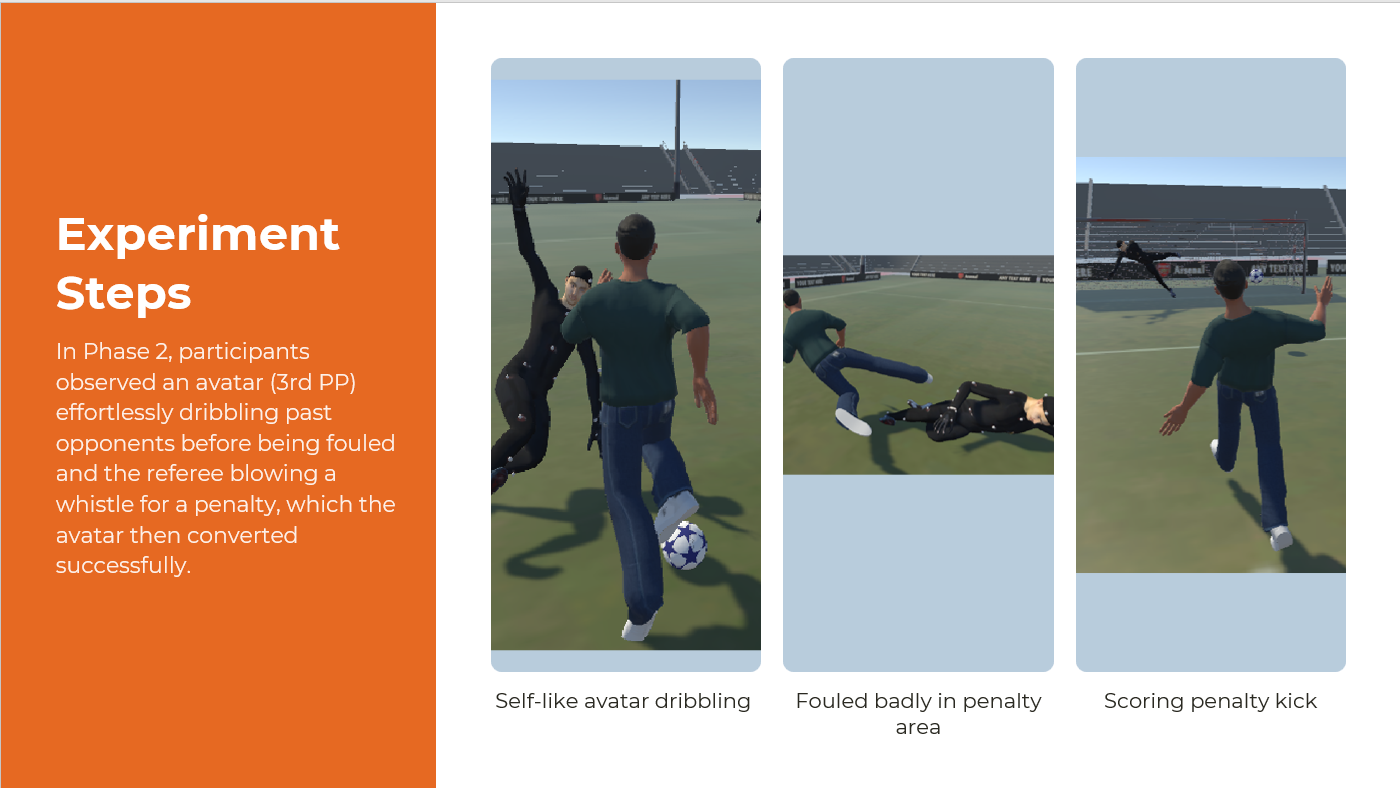 Experiment
Steps
In Phase 2, participants
observed an avatar (3rd PP)
effortlessly dribbling past
opponents before being fouled
and the referee blowing a
whistle for a penalty, which the
avatar then converted
successfully.
Arsenal
Self-like avatar dribbling
Fouled badly in penalty
area
Scoring penalty kick